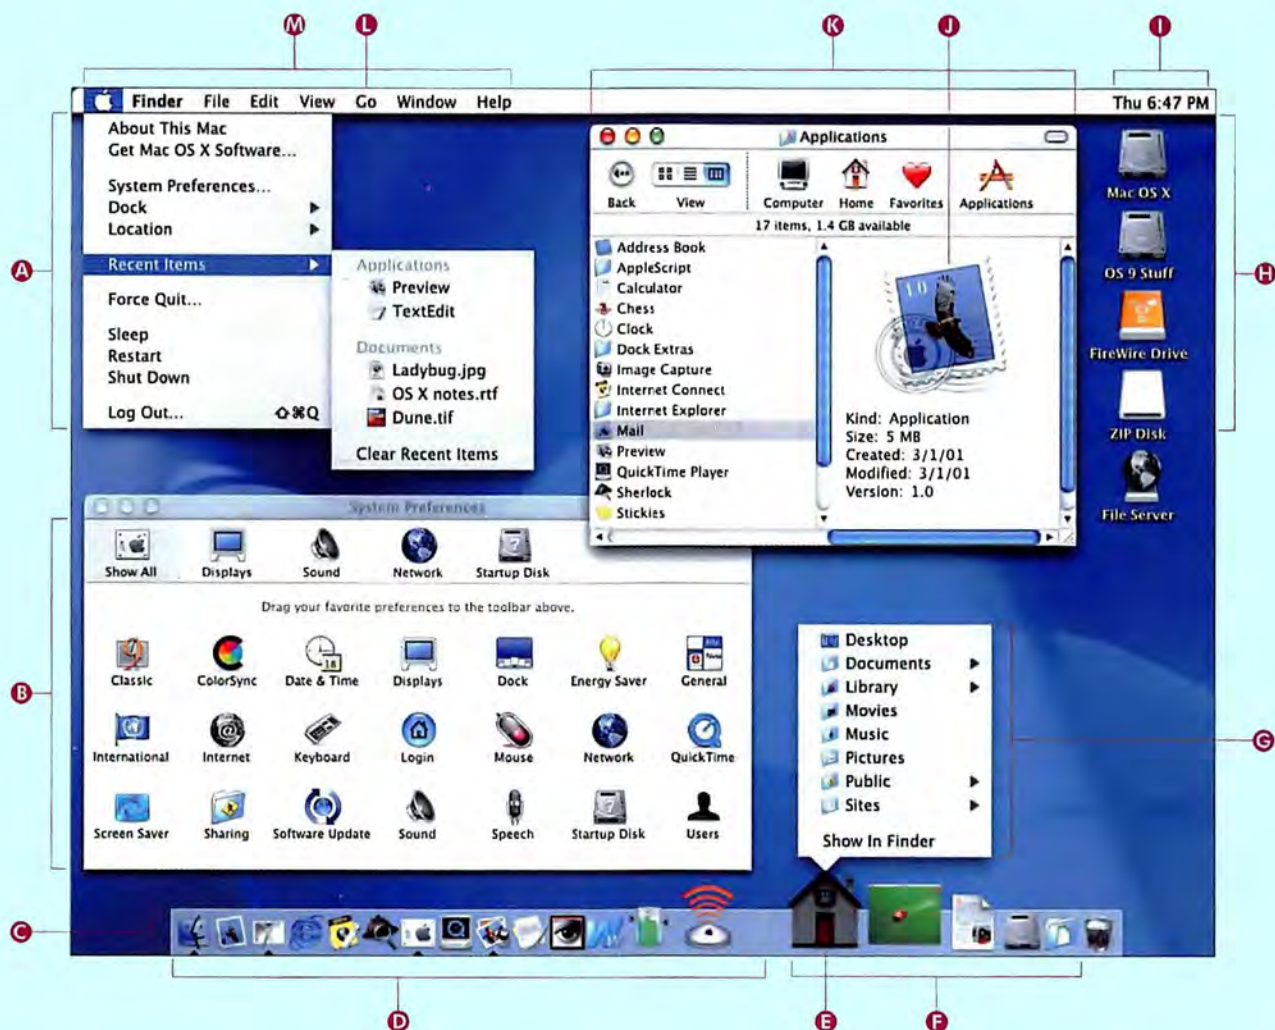 M
L
K
J
I
Finder File Edit View Go Window Help
Thu 6:47 PM
A
About This Mac
Get Mac OS X Software...
System Preferences...
Dock
Location
Recent Items
Force Quit...
Sleep
Restart
Shut Down
Log Out... ⇧⌘Q
Applications
Preview
TextEdit
Documents
Ladybug.jpg
OS X notes.rtf
Dune.tif
Clear Recent Items
Applications
Back View Computer Home Favorites Applications
17 items, 1.4 GB available
Address Book
AppleScript
Calculator
Chess
Clock
Dock Extras
Image Capture
Internet Connect
Internet Explorer
Mail
Preview
QuickTime Player
Sherlock
Stickies
10
Kind: Application
Size: 5 MB
Created: 3/1/01
Modified: 3/1/01
Version: 1.0
Mac OS X
OS 9 Stuff
FireWire Drive
ZIP Disk
File Server
H
B
System Preferences
Show All Displays Sound Network Startup Disk
Drag your favorite preferences to the toolbar above.
9
18
Classic ColorSync Date & Time Displays Dock Energy Saver General
International Internet Keyboard Login Mouse Network QuickTime
Screen Saver Sharing Software Update Sound Speech Startup Disk Users
Desktop
Documents
Library
Movies
Music
Pictures
Public
Sites
Show In Finder
G
C
D
E
F